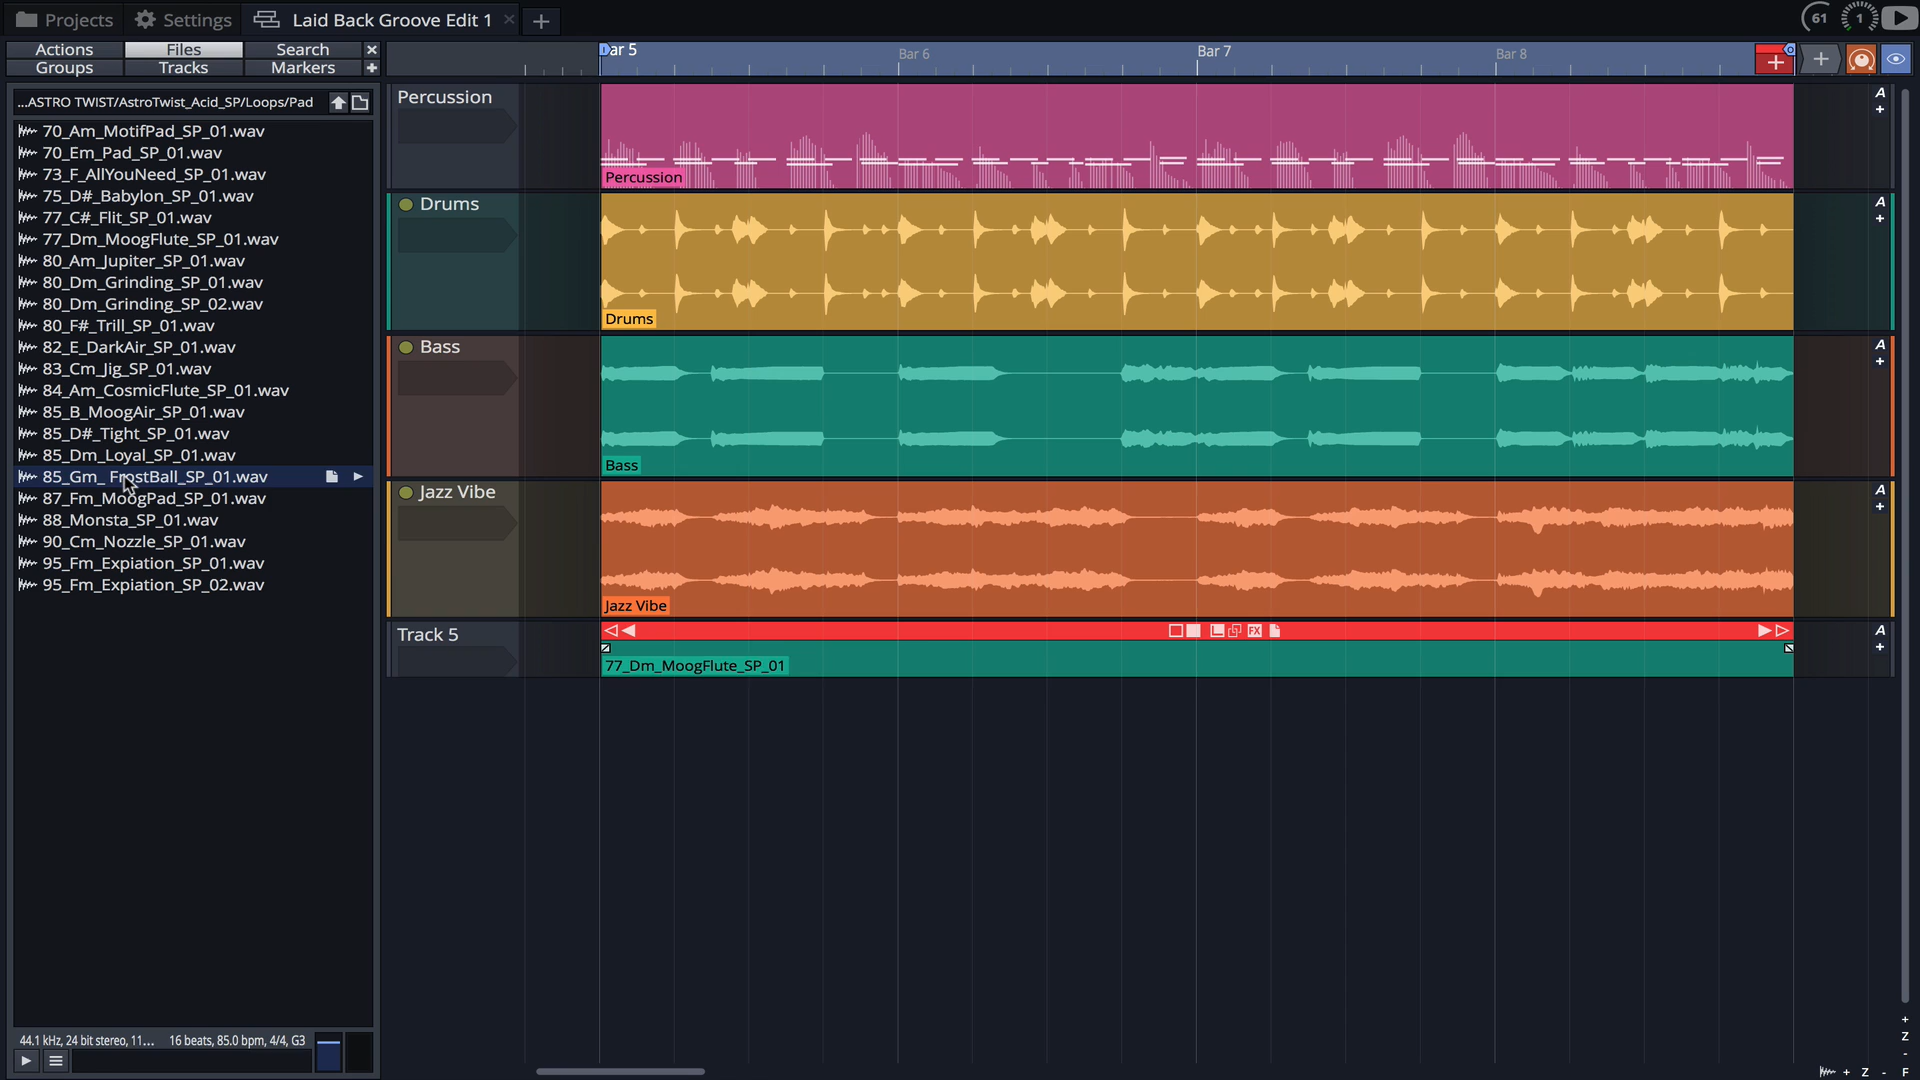 Projects
Settings
Laid Back Groove Edit 1
61
1
Actions
Files
Search
Groups
Tracks
Markers
...ASTRO TWIST/AstroTwist_Acid_SP/Loops/Pad
70_Am_MotifPad_SP_01.wav
70_Em_Pad_SP_01.wav
73_F_AllYouNeed_SP_01.wav
75_D#_Babylon_SP_01.wav
77_C#_Flit_SP_01.wav
77_Dm_MoogFlute_SP_01.wav
80_Am_Jupiter_SP_01.wav
80_Dm_Grinding_SP_01.wav
80_Dm_Grinding_SP_02.wav
80_F#_Trill_SP_01.wav
82_E_DarkAir_SP_01.wav
83_Cm_Jig_SP_01.wav
84_Am_CosmicFlute_SP_01.wav
85_B_MoogAir_SP_01.wav
85_D#_Tight_SP_01.wav
85_Dm_Loyal_SP_01.wav
85_Gm_ FrostBall_SP_01.wav
87_Fm_MoogPad_SP_01.wav
88_Monsta_SP_01.wav
90_Cm_Nozzle_SP_01.wav
95_Fm_Expiation_SP_01.wav
95_Fm_Expiation_SP_02.wav
44.1 kHz, 24 bit stereo, 11...
16 beats, 85.0 bpm, 4/4, G3
ar 5
Bar 6
Bar 7
Bar 8
Percussion
Percussion
A
Drums
Drums
A
Bass
Bass
A
Jazz Vibe
Jazz Vibe
A
Track 5
FX
77_Dm_MoogFlute_SP_01
A
+
Z
-
+ Z - F